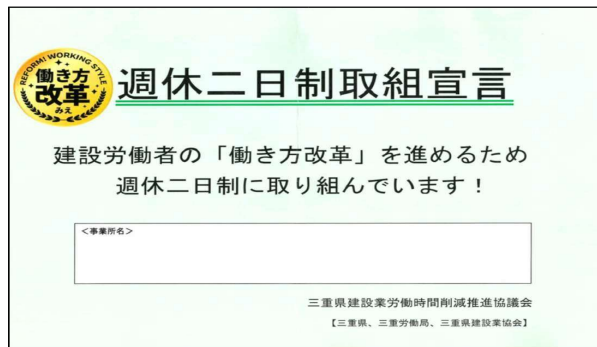 REFORM! WORKING STYLE
働き方
改革
みえ
週休二日制取組宣言
建設労働者の「働き方改革」を進めるため
週休二日制に取り組んでいます！
＜事業所名＞
三重県建設業労働時間削減推進協議会
【三重県、三重労働局、三重県建設業協会】